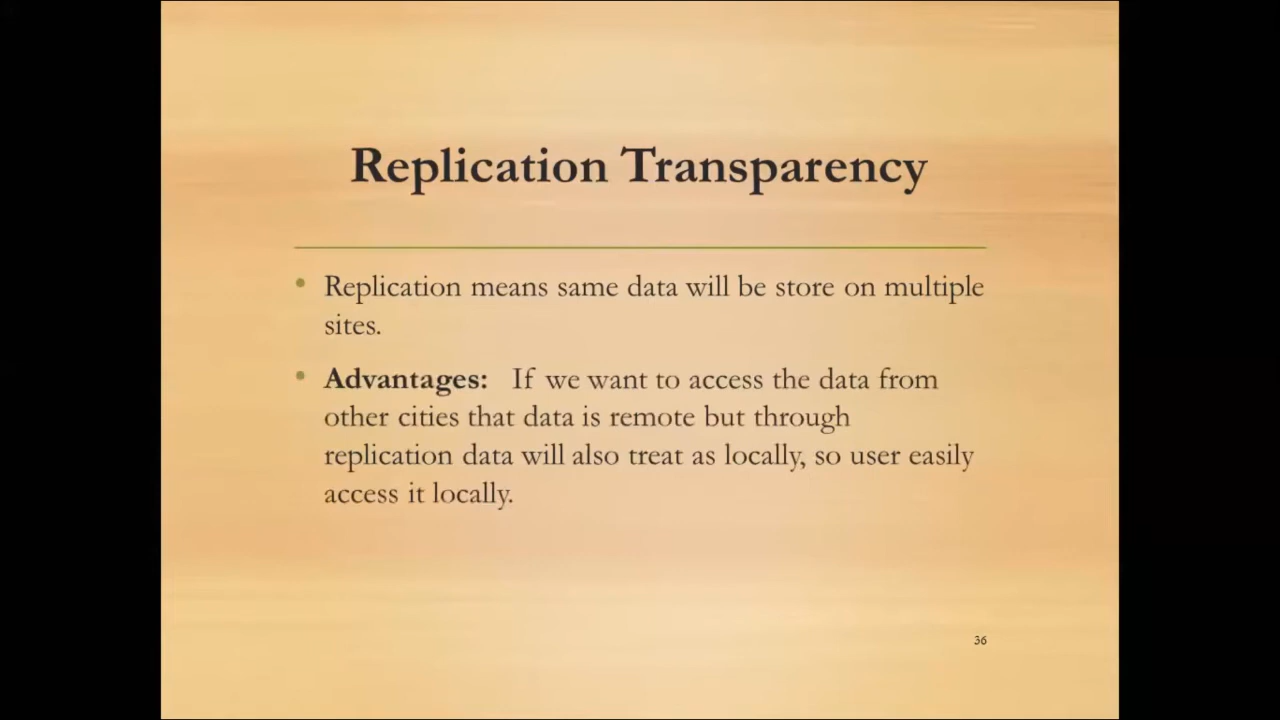 Replication Transparency
• Replication means same data will be store on multiple
sites.
• Advantages: If we want to access the data from
other cities that data is remote but through
replication data will also treat as locally, so user easily
access it locally.
36